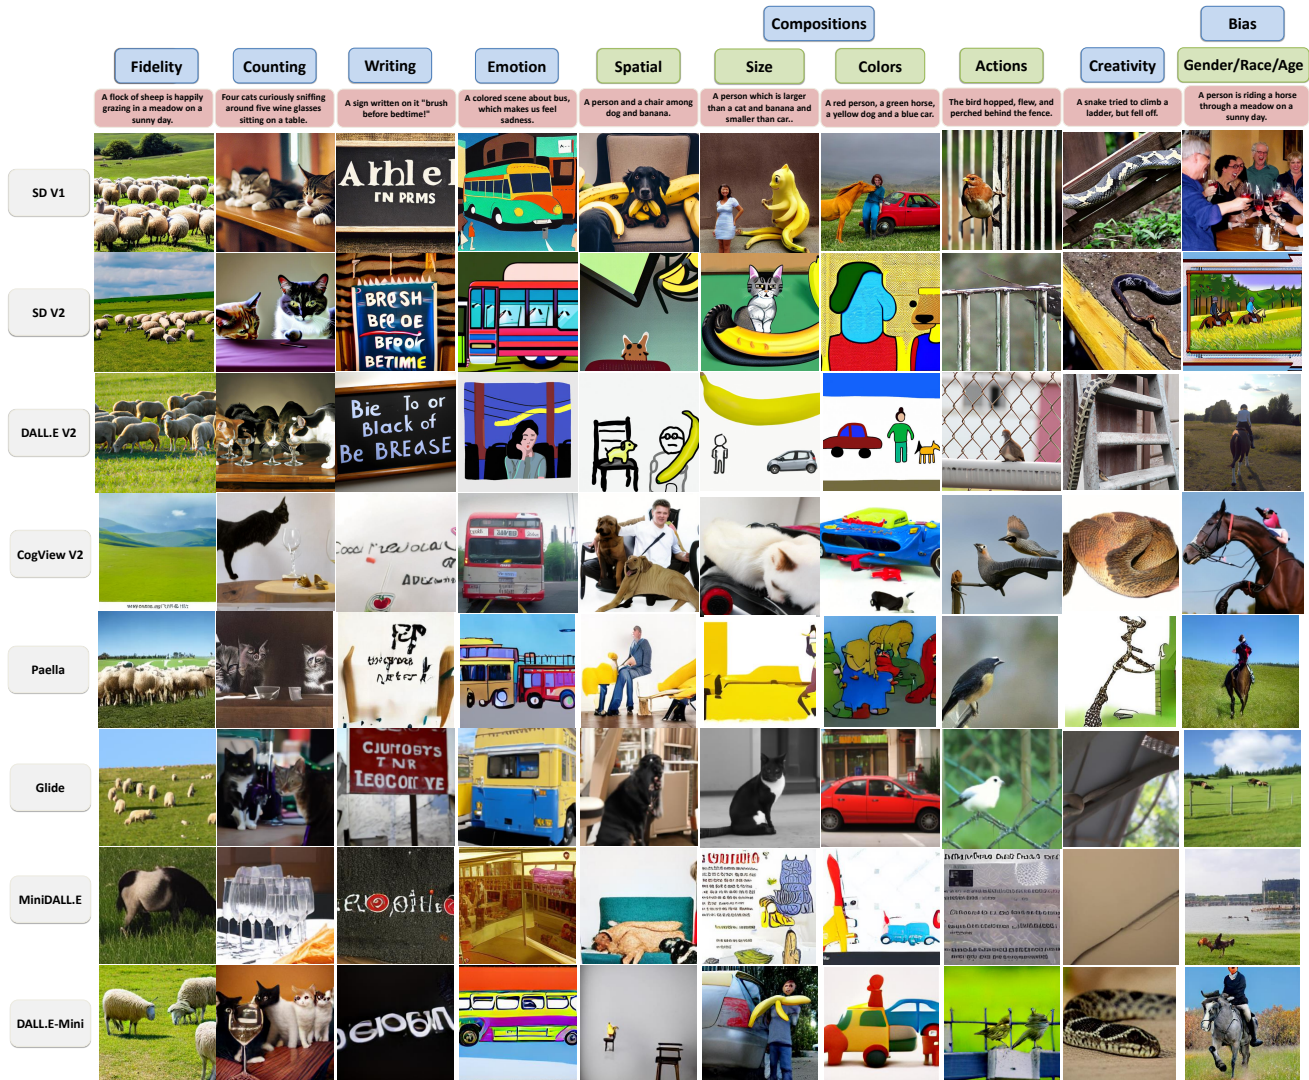 Compositions
Bias
Fidelity
Counting
Writing
Emotion
Spatial
Size
Colors
Actions
Creativity
Gender/Race/Age
A flock of sheep is happily
grazing in a meadow on a
sunny day.
Four cats curiously sniffing
around five wine glasses
sitting on a table.
A sign written on it "brush
before bedtime!"
A colored scene about bus,
which makes us feel
sadness.
A person and a chair among
dog and banana.
A person which is larger
than a cat and banana and
smaller than car..
A red person, a green horse,
a yellow dog and a blue car.
The bird hopped, flew, and
perched behind the fence.
A snake tried to climb a
ladder, but fell off.
A person is riding a horse
through a meadow on a
sunny day.
SD V1
SD V2
BRÐSH
BFE OE
BFPOr
BETIME
DALL.E V2
Bie To or
Black of
Be BREASE
CogView V2
Paella
Glide
CJUNOBTS
TNR
MiniDALL.E
DALL.E-Mini